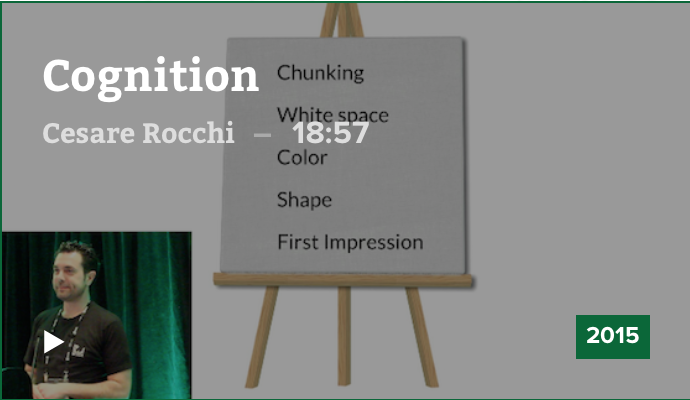 Cognition
Cesare Rocchi – 18:57
Chunking
White space
Color
Shape
First Impression
2015